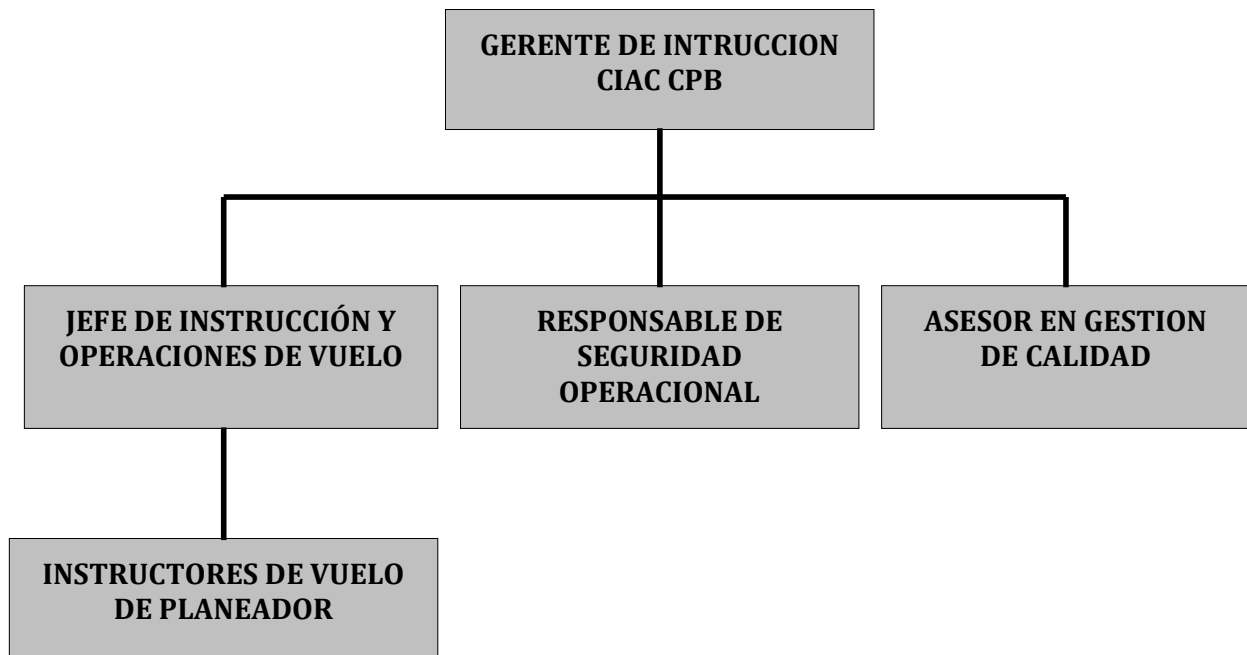 GERENTE DE INTRUCCION
CIAC CPB
JEFE DE INSTRUCCIÓN Y
OPERACIONES DE VUELO
RESPONSABLE DE
SEGURIDAD
OPERACIONAL
ASESOR EN GESTION
DE CALIDAD
INSTRUCTORES DE VUELO
DE PLANEADOR